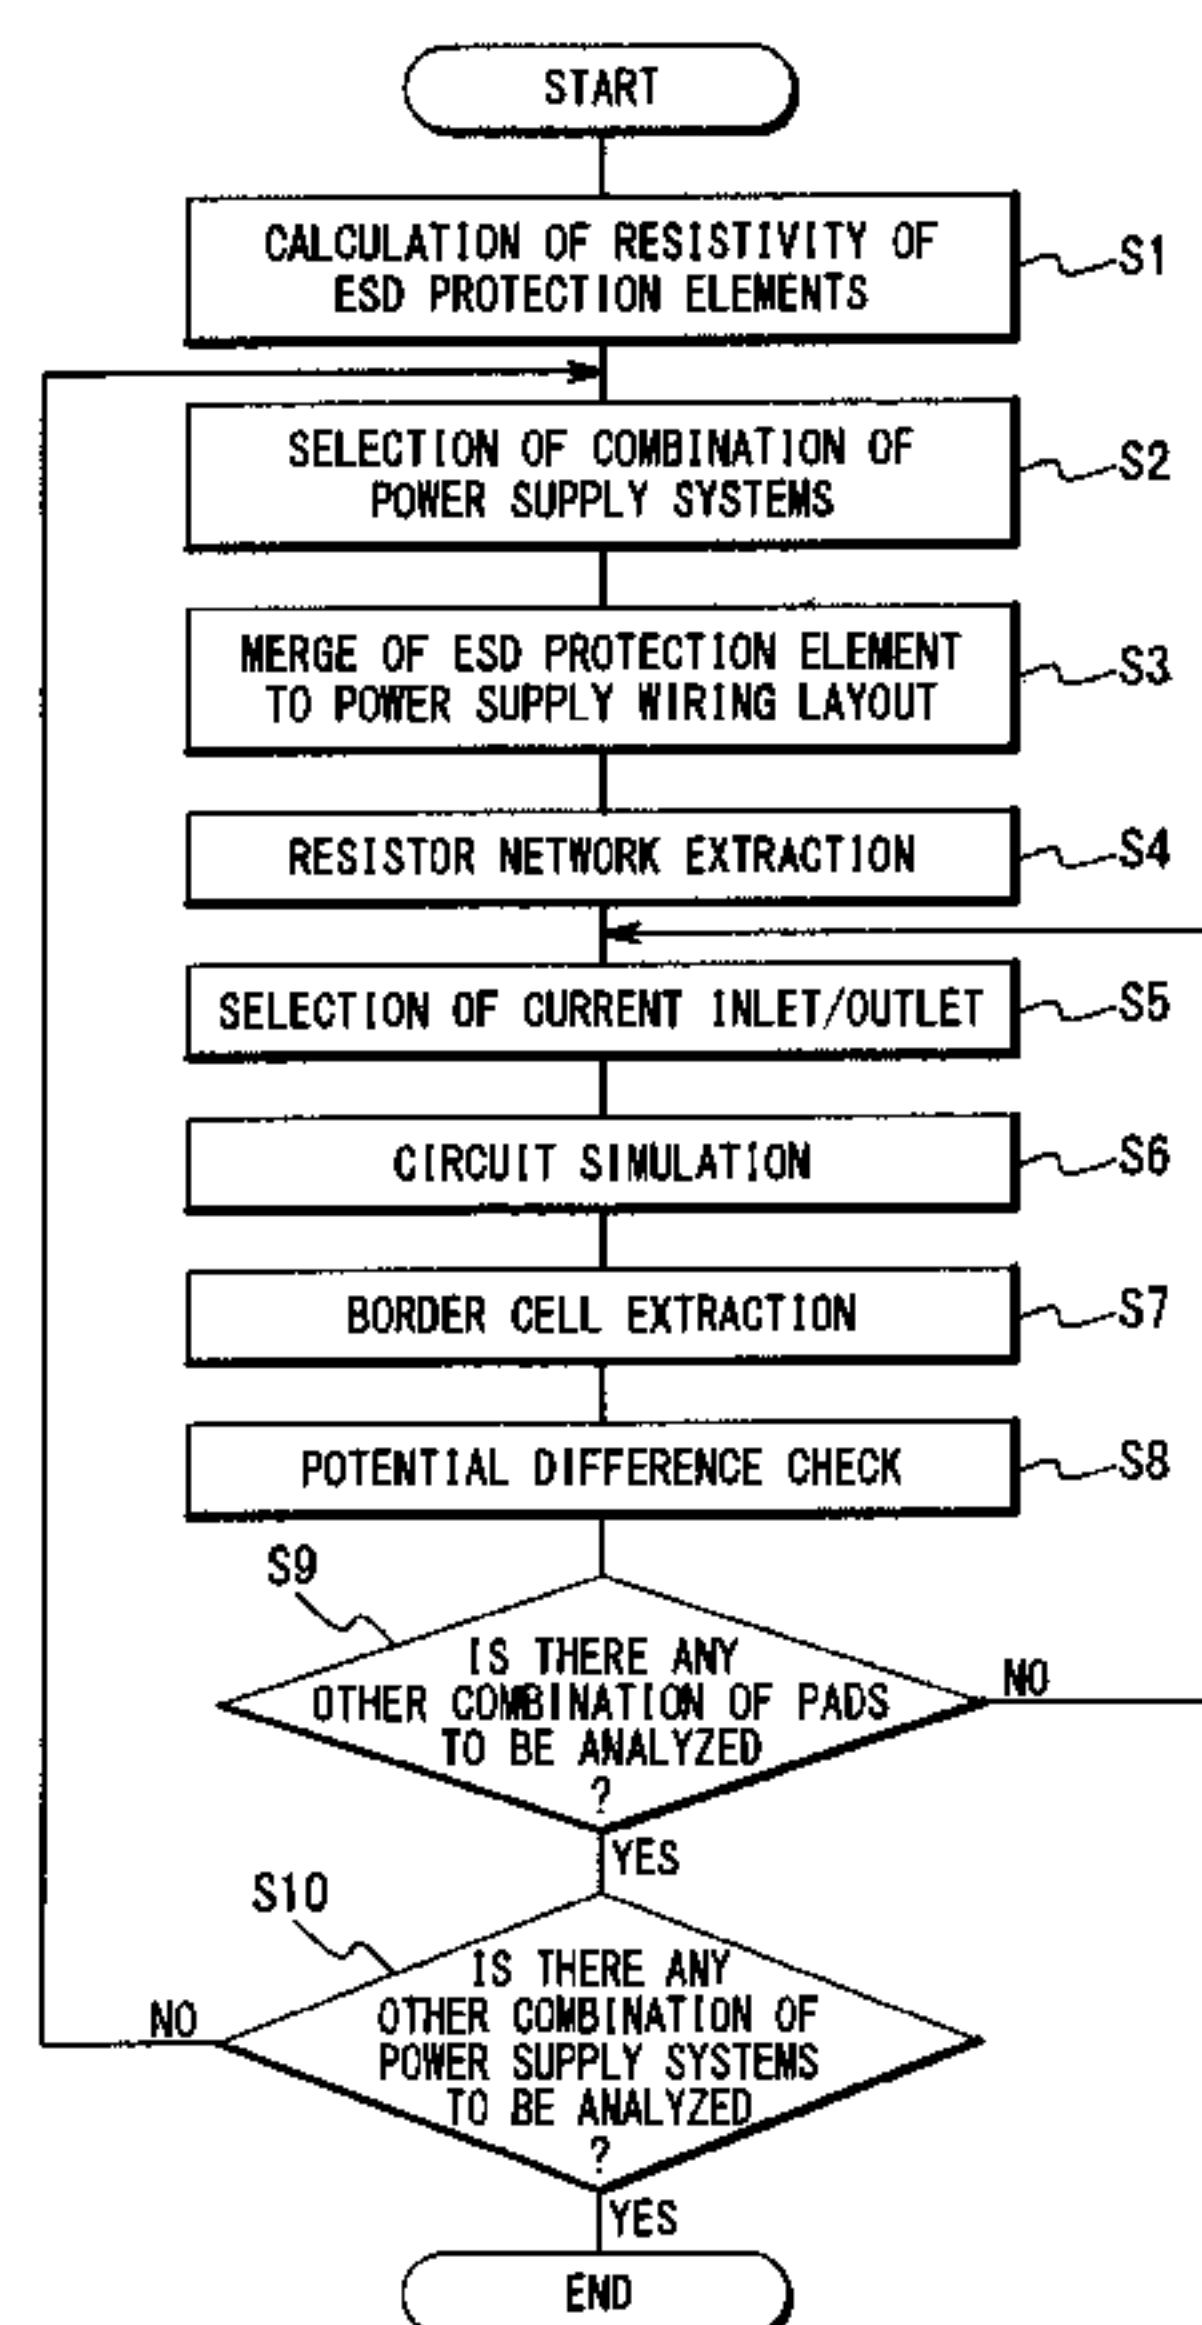 START
CALCULATION OF RESISTIVITY OF
ESD PROTECTION ELEMENTS
S1
SELECTION OF COMBINATION OF
POWER SUPPLY SYSTEMS
S2
MERGE OF ESD PROTECTION ELEMENT
TO POWER SUPPLY WIRING LAYOUT
S3
RESISTOR NETWORK EXTRACTION
S4
SELECTION OF CURRENT INLET/OUTLET
S5
CIRCUIT SIMULATION
S6
BORDER CELL EXTRACTION
S7
POTENTIAL DIFFERENCE CHECK
S8
S9
IS THERE ANY
OTHER COMBINATION OF PADS
TO BE ANALYZED
?
NO
YES
S10
IS THERE ANY
OTHER COMBINATION OF
POWER SUPPLY SYSTEMS
TO BE ANALYZED
?
NO
YES
END